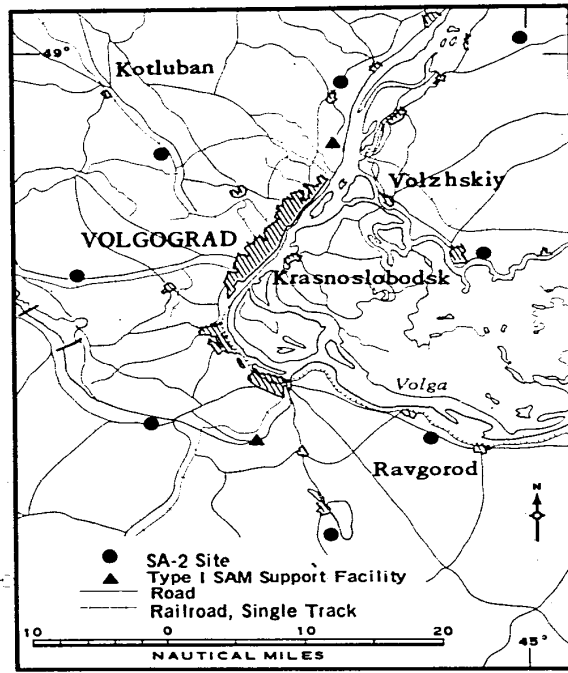 49°
Kotluban
Volzhskiy
VOLGOGRAD
Krasnoslobodsk
Volga
Ravgorod
N
SA-2 Site
Type I SAM Support Facility
Road
Railroad, Single Track
10 0 10 20
NAUTICAL MILES
45°